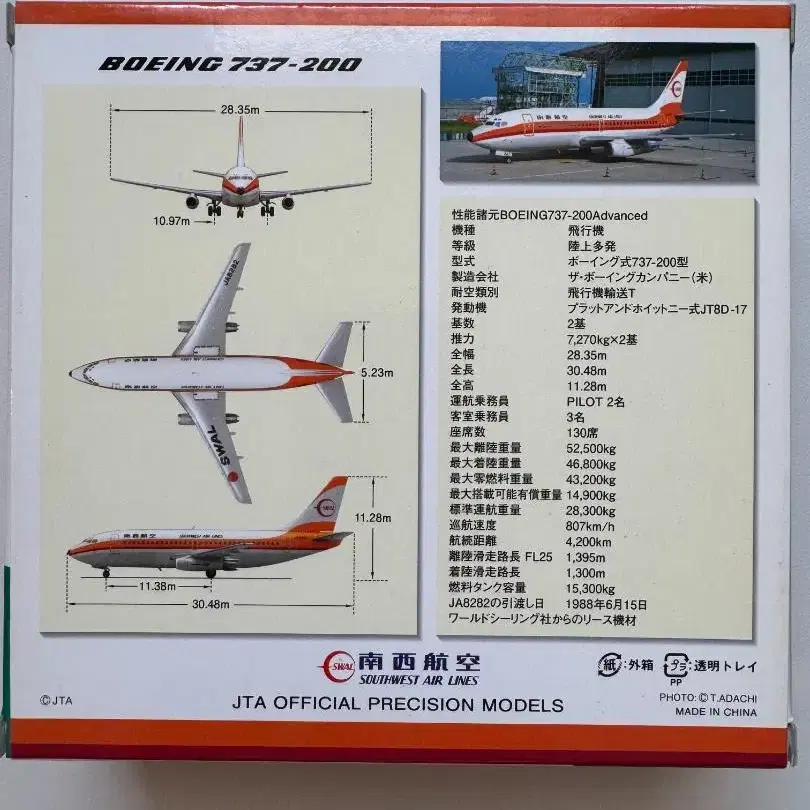 BOEING 737-200
28.35m
10.97m
JA8282
5.23m
SWAL
南西航空 SOUTHWEST AIR LINES
11.28m
11.38m
30.48m
南西航空
性能諸元BOEING737-200Advanced
機種 飛行機
等級 陸上多発
型式 ボーイング式737-200型
製造会社 ザ・ボーイングカンパニー(米)
耐空類別 飛行機輸送T
発動機 プラットアンドホイットニー式JT8D-17
基数 2基
推力 7,270kg×2基
全幅 28.35m
全長 30.48m
全高 11.28m
運航乗務員 PILOT 2名
客室乗務員 3名
座席数 130席
最大離陸重量 52,500kg
最大着陸重量 46,800kg
最大零燃料重量 43,200kg
最大搭載可能有償重量 14,900kg
標準運航重量 28,300kg
巡航速度 807km/h
航続距離 4,200km
離陸滑走路長 FL25 1,395m
着陸滑走路長 1,300m
燃料タンク容量 15,300kg
JA8282の引渡し日 1988年6月15日
ワールドシーリング社からのリース機材
SWAL 南西航空
SOUTHWEST AIR LINES
紙:外箱 プラ:透明トレイ
PP
©JTA
JTA OFFICIAL PRECISION MODELS
PHOTO:©T.ADACHI
MADE IN CHINA